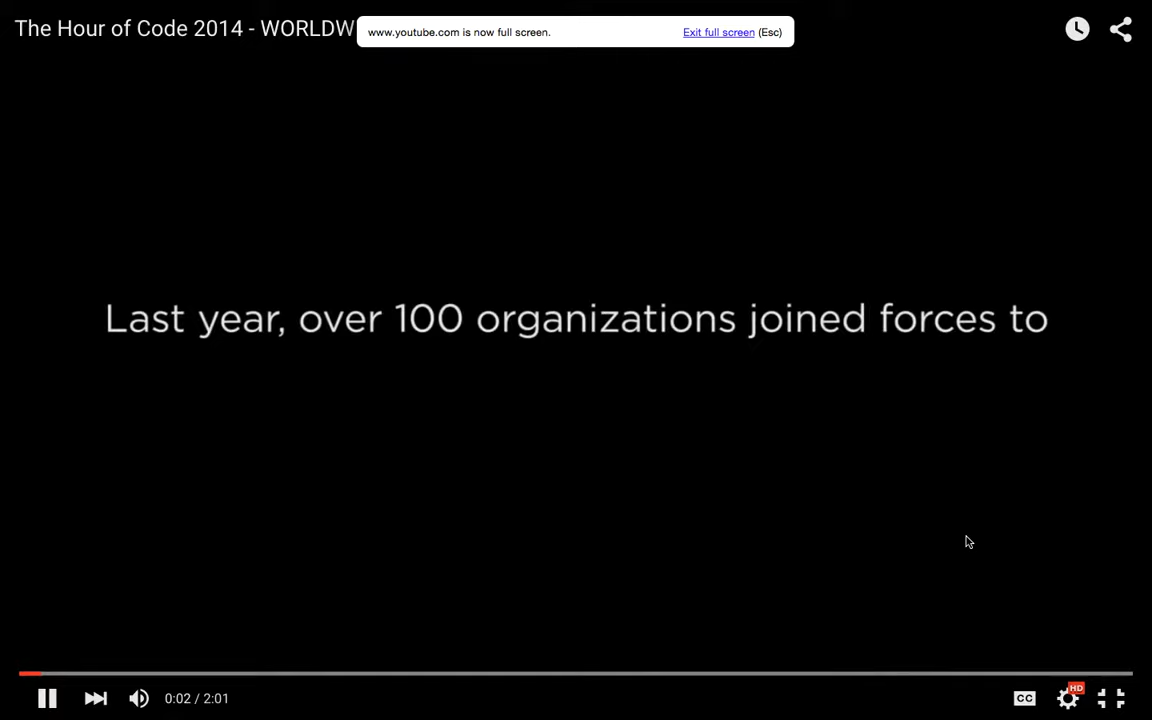 The Hour of Code 2014 - WORLDW
www.youtube.com is now full screen. Exit full screen (Esc)
Last year, over 100 organizations joined forces to
0:02 / 2:01
CC
HD